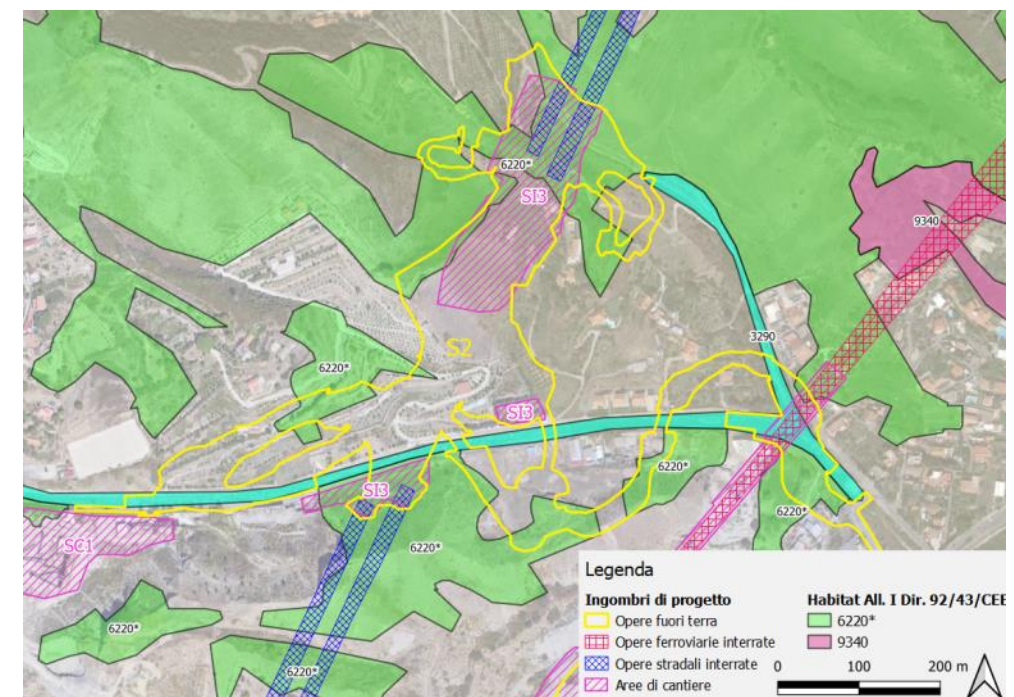 6220*
SI3
9340
3290
S2
6220*
SI3
6220*
SI3
6220*
SC1
6220*
6220*
6220*
Legenda
Ingombri di progetto
Opere fuori terra
Opere ferroviarie interrate
Opere stradali interrate
Aree di cantiere
Habitat All. I Dir. 92/43/CEE
6220*
9340
0 100 200 m